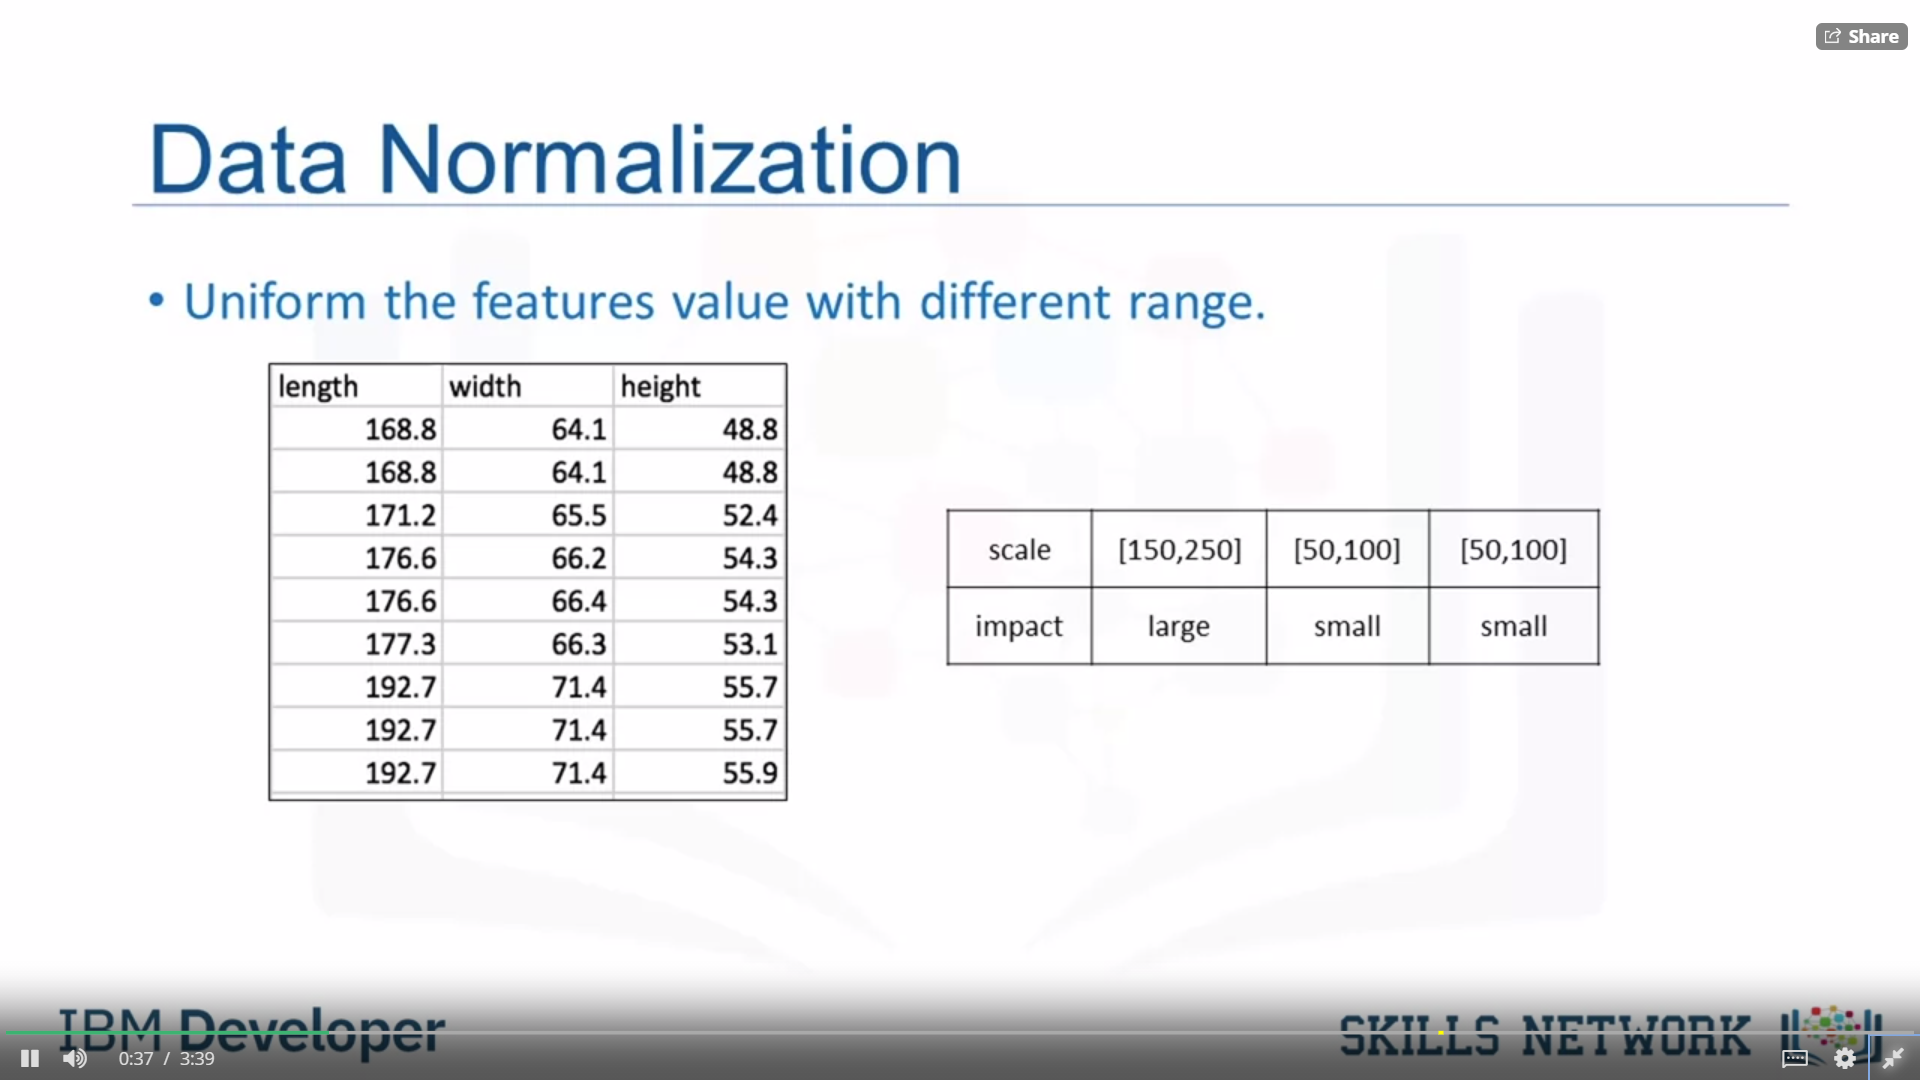 Share
Data Normalization
• Uniform the features value with different range.
length width height
168.8 64.1 48.8
168.8 64.1 48.8
171.2 65.5 52.4
176.6 66.2 54.3
176.6 66.4 54.3
177.3 66.3 53.1
192.7 71.4 55.7
192.7 71.4 55.7
192.7 71.4 55.9
scale [150,250] [50,100] [50,100]
impact large small small
IBM Developer
SKILLS NETWORK
0:37 / 3:39